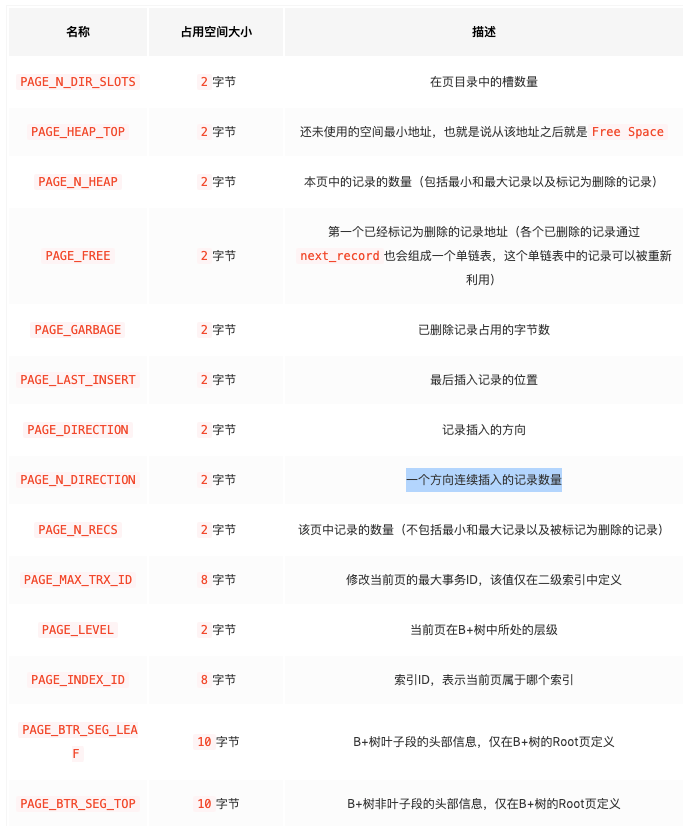 名称 占用空间大小 描述
PAGE_N_DIR_SLOTS 2 字节 在页目录中的槽数量
PAGE_HEAP_TOP 2 字节 还未使用的空间最小地址，也就是说从该地址之后就是 Free Space
PAGE_N_HEAP 2 字节 本页中的记录的数量（包括最小和最大记录以及标记为删除的记录）
第一个已经标记为删除的记录地址（各个已删除的记录通过
PAGE_FREE 2 字节 next_record 也会组成一个单链表，这个单链表中的记录可以被重新
利用）
PAGE_GARBAGE 2 字节 已删除记录占用的字节数
PAGE_LAST_INSERT 2 字节 最后插入记录的位置
PAGE_DIRECTION 2 字节 记录插入的方向
PAGE_N_DIRECTION 2 字节 一个方向连续插入的记录数量
PAGE_N_RECS 2 字节 该页中记录的数量（不包括最小和最大记录以及被标记为删除的记录）
PAGE_MAX_TRX_ID 8 字节 修改当前页的最大事务ID，该值仅在二级索引中定义
PAGE_LEVEL 2 字节 当前页在B+树中所处的层级
PAGE_INDEX_ID 8 字节 索引ID，表示当前页属于哪个索引
PAGE_BTR_SEG_LEA
F 10 字节 B+树叶子段的头部信息，仅在B+树的Root页定义
PAGE_BTR_SEG_TOP 10 字节 B+树非叶子段的头部信息，仅在B+树的Root页定义